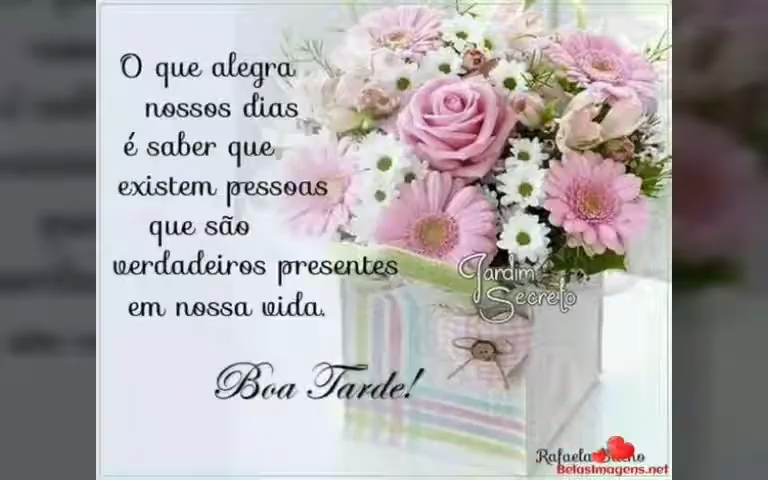 O que alegra
nossos dias
é saber que
existem pessoas
que são
verdadeiros presentes
em nossa vida.
Jardim
Secreto
Boa Tarde!
Rafaela
BelasImagens.net